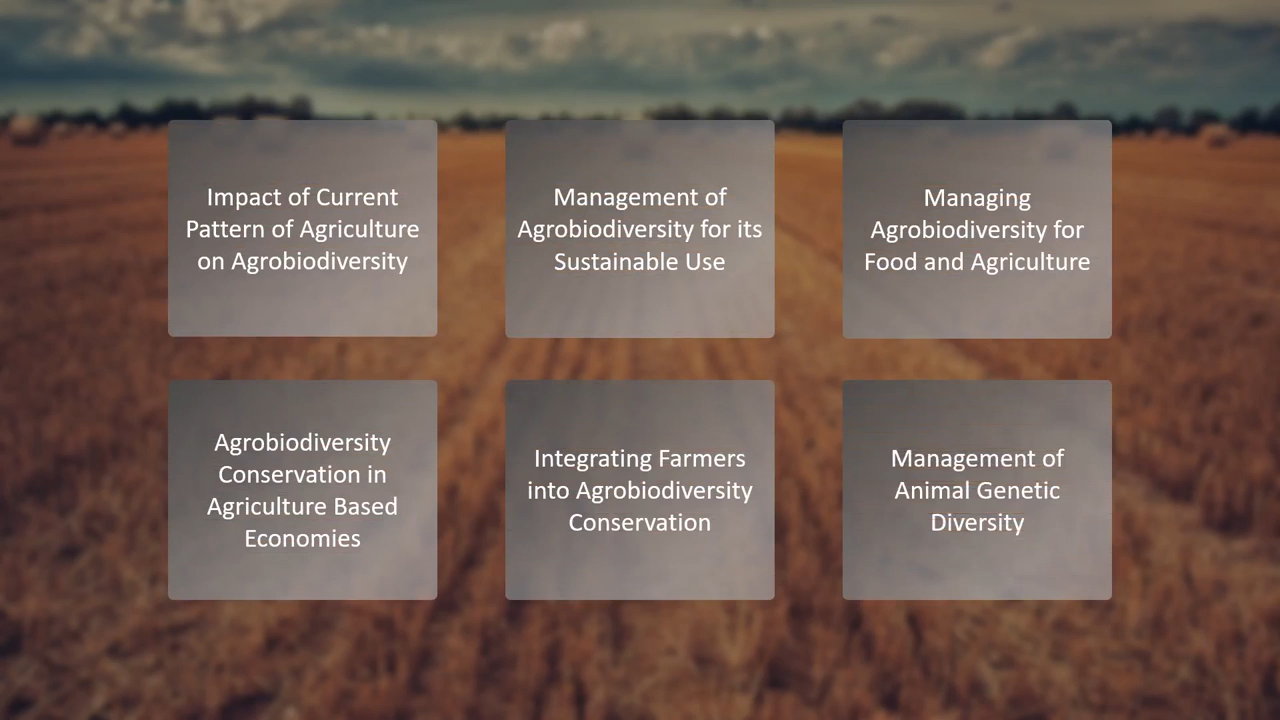 Impact of Current
Pattern of Agriculture
on Agrobiodiversity
Management of
Agrobiodiversity for its
Sustainable Use
Managing
Agrobiodiversity for
Food and Agriculture
Agrobiodiversity
Conservation in
Agriculture Based
Economies
Integrating Farmers
into Agrobiodiversity
Conservation
Management of
Animal Genetic
Diversity